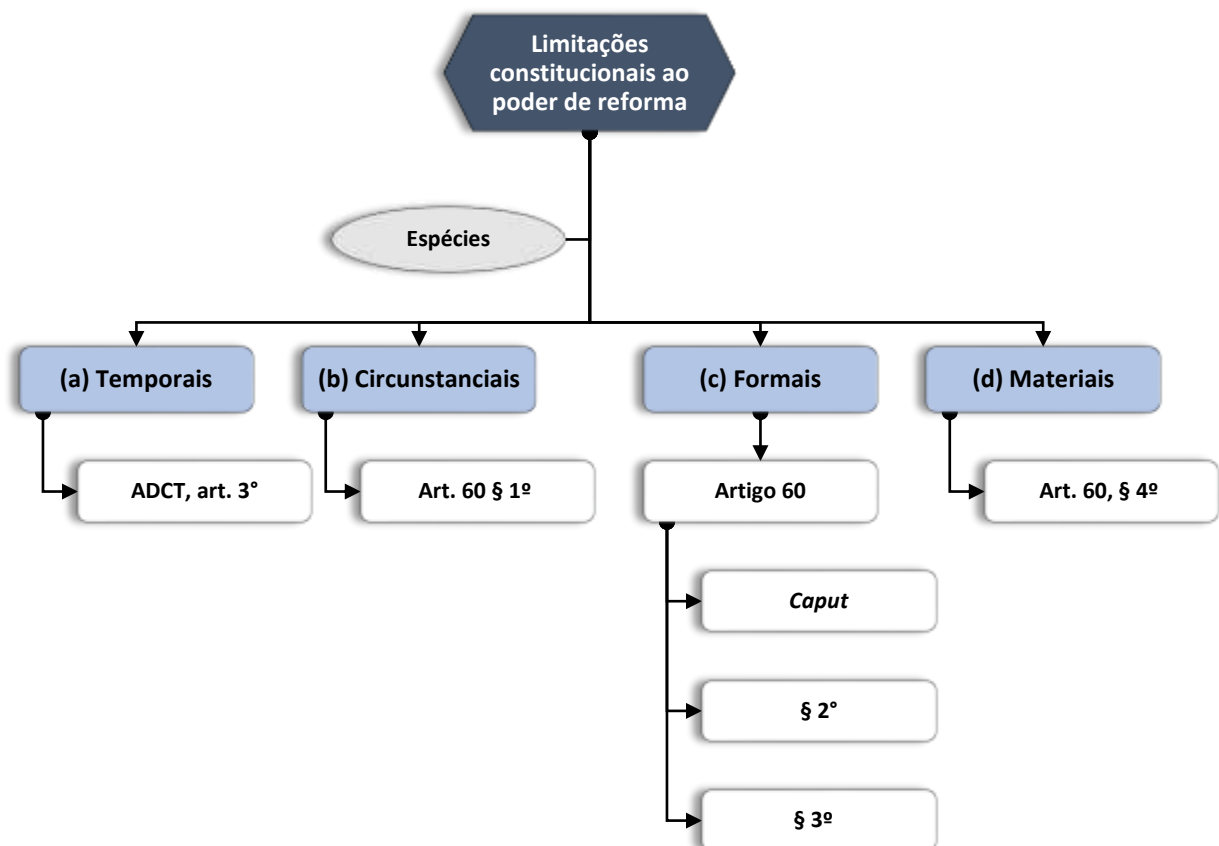 Limitações
constitucionais ao
poder de reforma
Espécies
(a) Temporais
(b) Circunstanciais
(c) Formais
(d) Materiais
ADCT, art. 3°
Art. 60 § 1º
Artigo 60
Art. 60, § 4º
Caput
§ 2°
§ 3º